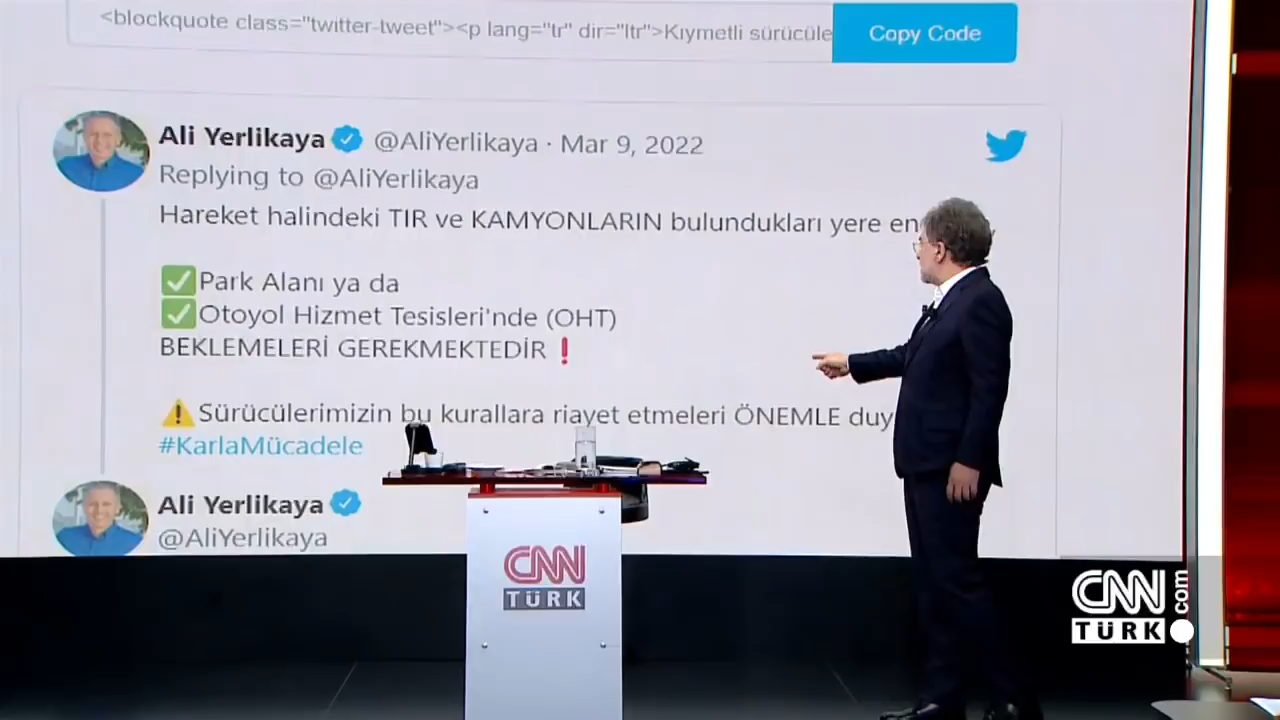 <blockquote class="twitter-tweet"><p lang="tr" dir="ltr">Kıymetli sürücüle
Copy Code
Ali Yerlikaya @AliYerlikaya · Mar 9, 2022
Replying to @AliYerlikaya
Hareket halindeki TIR ve KAMYONLARIN bulundukları yere en
✅Park Alanı ya da
✅Otoyol Hizmet Tesisleri'nde (OHT)
BEKLEMELERİ GEREKMEKTEDİR❗
⚠️Sürücülerimizin bu kurallara riayet etmeleri ÖNEMLE duy
#KarlaMücadele
Ali Yerlikaya
@AliYerlikaya
CNN
TÜRK
CNN
TÜRK
.com